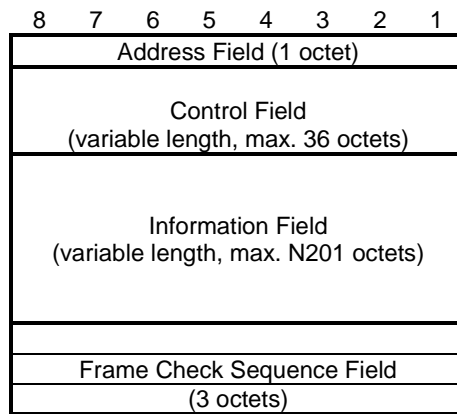 8 7 6 5 4 3 2 1
Address Field (1 octet)
Control Field
(variable length, max. 36 octets)
Information Field
(variable length, max. N201 octets)
Frame Check Sequence Field
(3 octets)